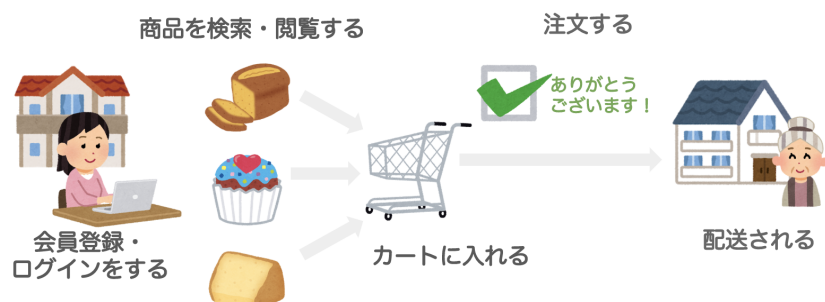 商品を検索・閲覧する
注文する
ありがとう
ございます！
会員登録・
ログインをする
カートに入れる
配送される